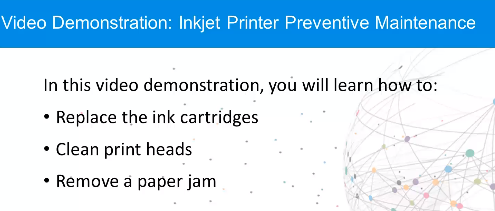 Video Demonstration: Inkjet Printer Preventive Maintenance
In this video demonstration, you will learn how to:
• Replace the ink cartridges
• Clean print heads
• Remove a paper jam